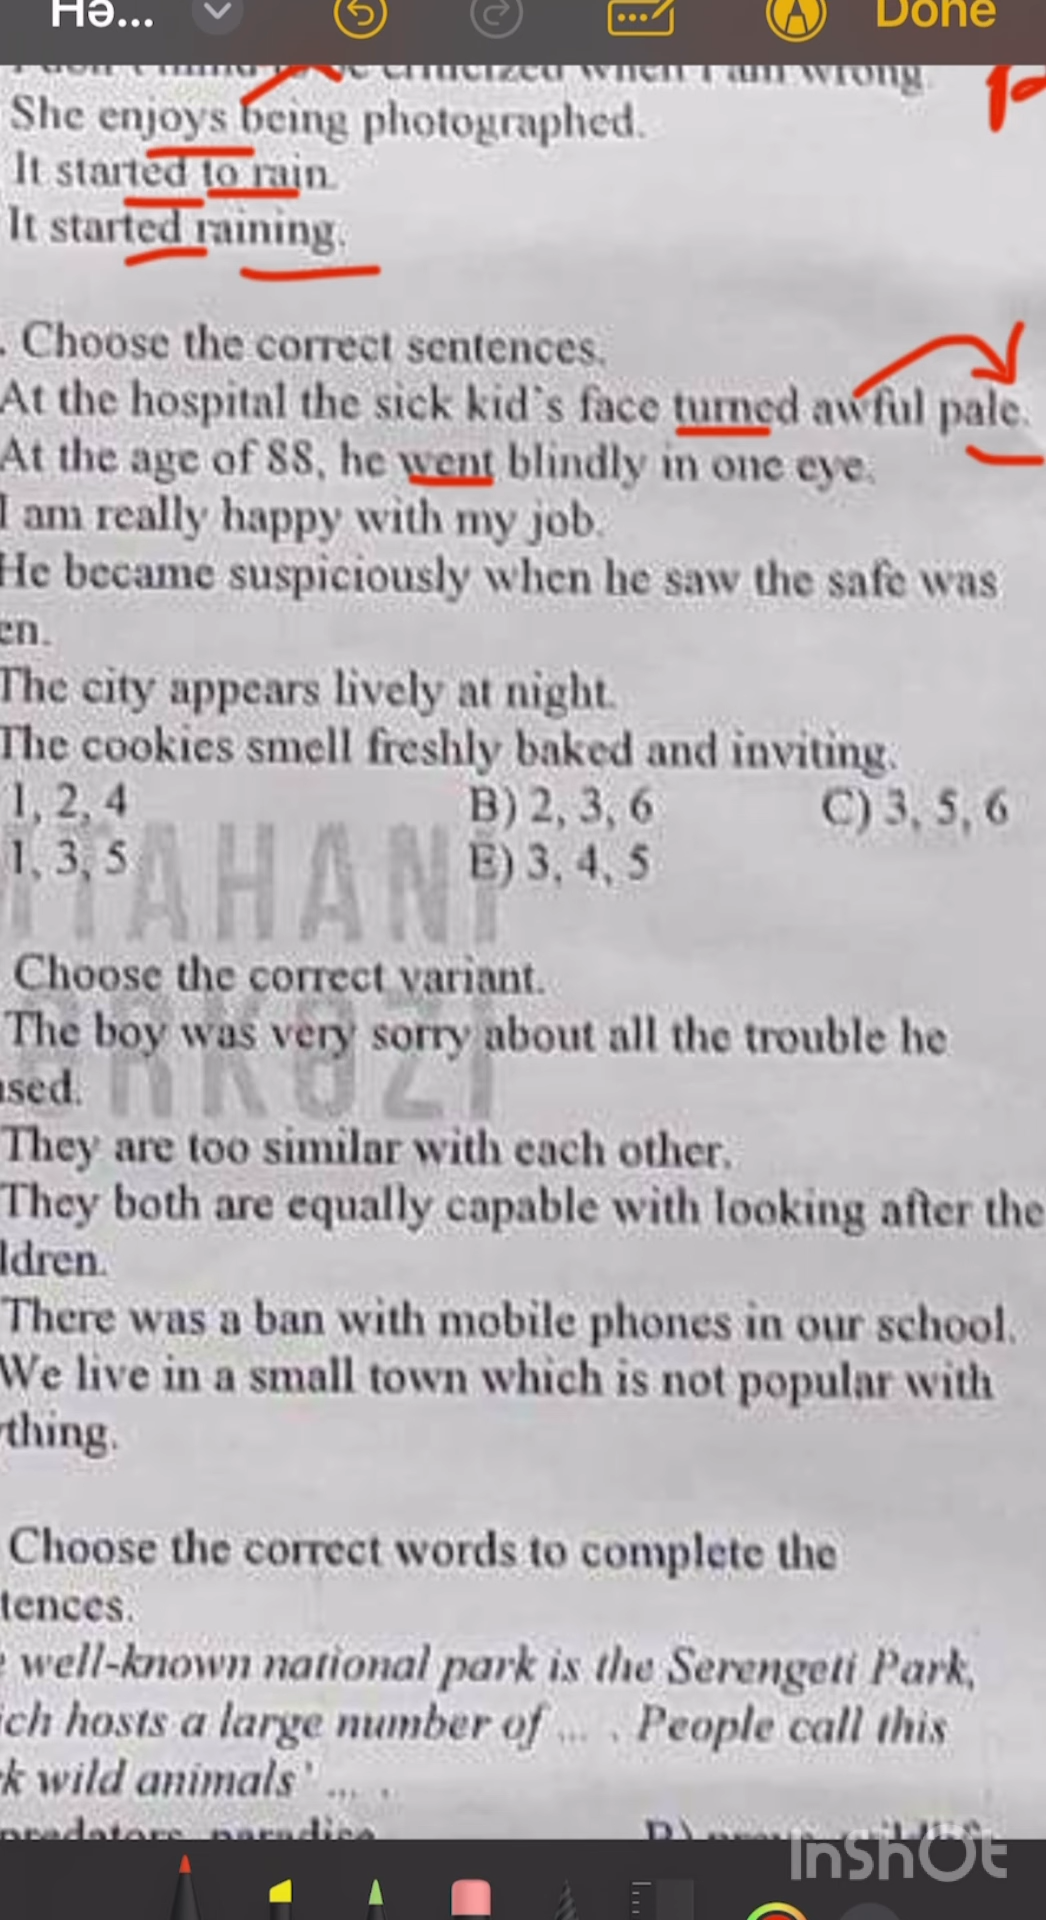 Hə...
Done
criticized when I am wrong.
She enjoys being photographed.
It started to rain.
It started raining.
. Choose the correct sentences.
At the hospital the sick kid's face turned awful pale.
At the age of 88, he went blindly in one eye.
I am really happy with my job.
He became suspiciously when he saw the safe was
en.
The city appears lively at night.
The cookies smell freshly baked and inviting.
1, 2, 4 B) 2, 3, 6 C) 3, 5, 6
1, 3, 5 E) 3, 4, 5
Choose the correct variant.
The boy was very sorry about all the trouble he
sed.
They are too similar with each other.
They both are equally capable with looking after the
ldren.
There was a ban with mobile phones in our school.
We live in a small town which is not popular with
thing.
Choose the correct words to complete the
tences.
well-known national park is the Serengeti Park,
ich hosts a large number of ... . People call this
k wild animals' ... .
predators, paradise
InShOt